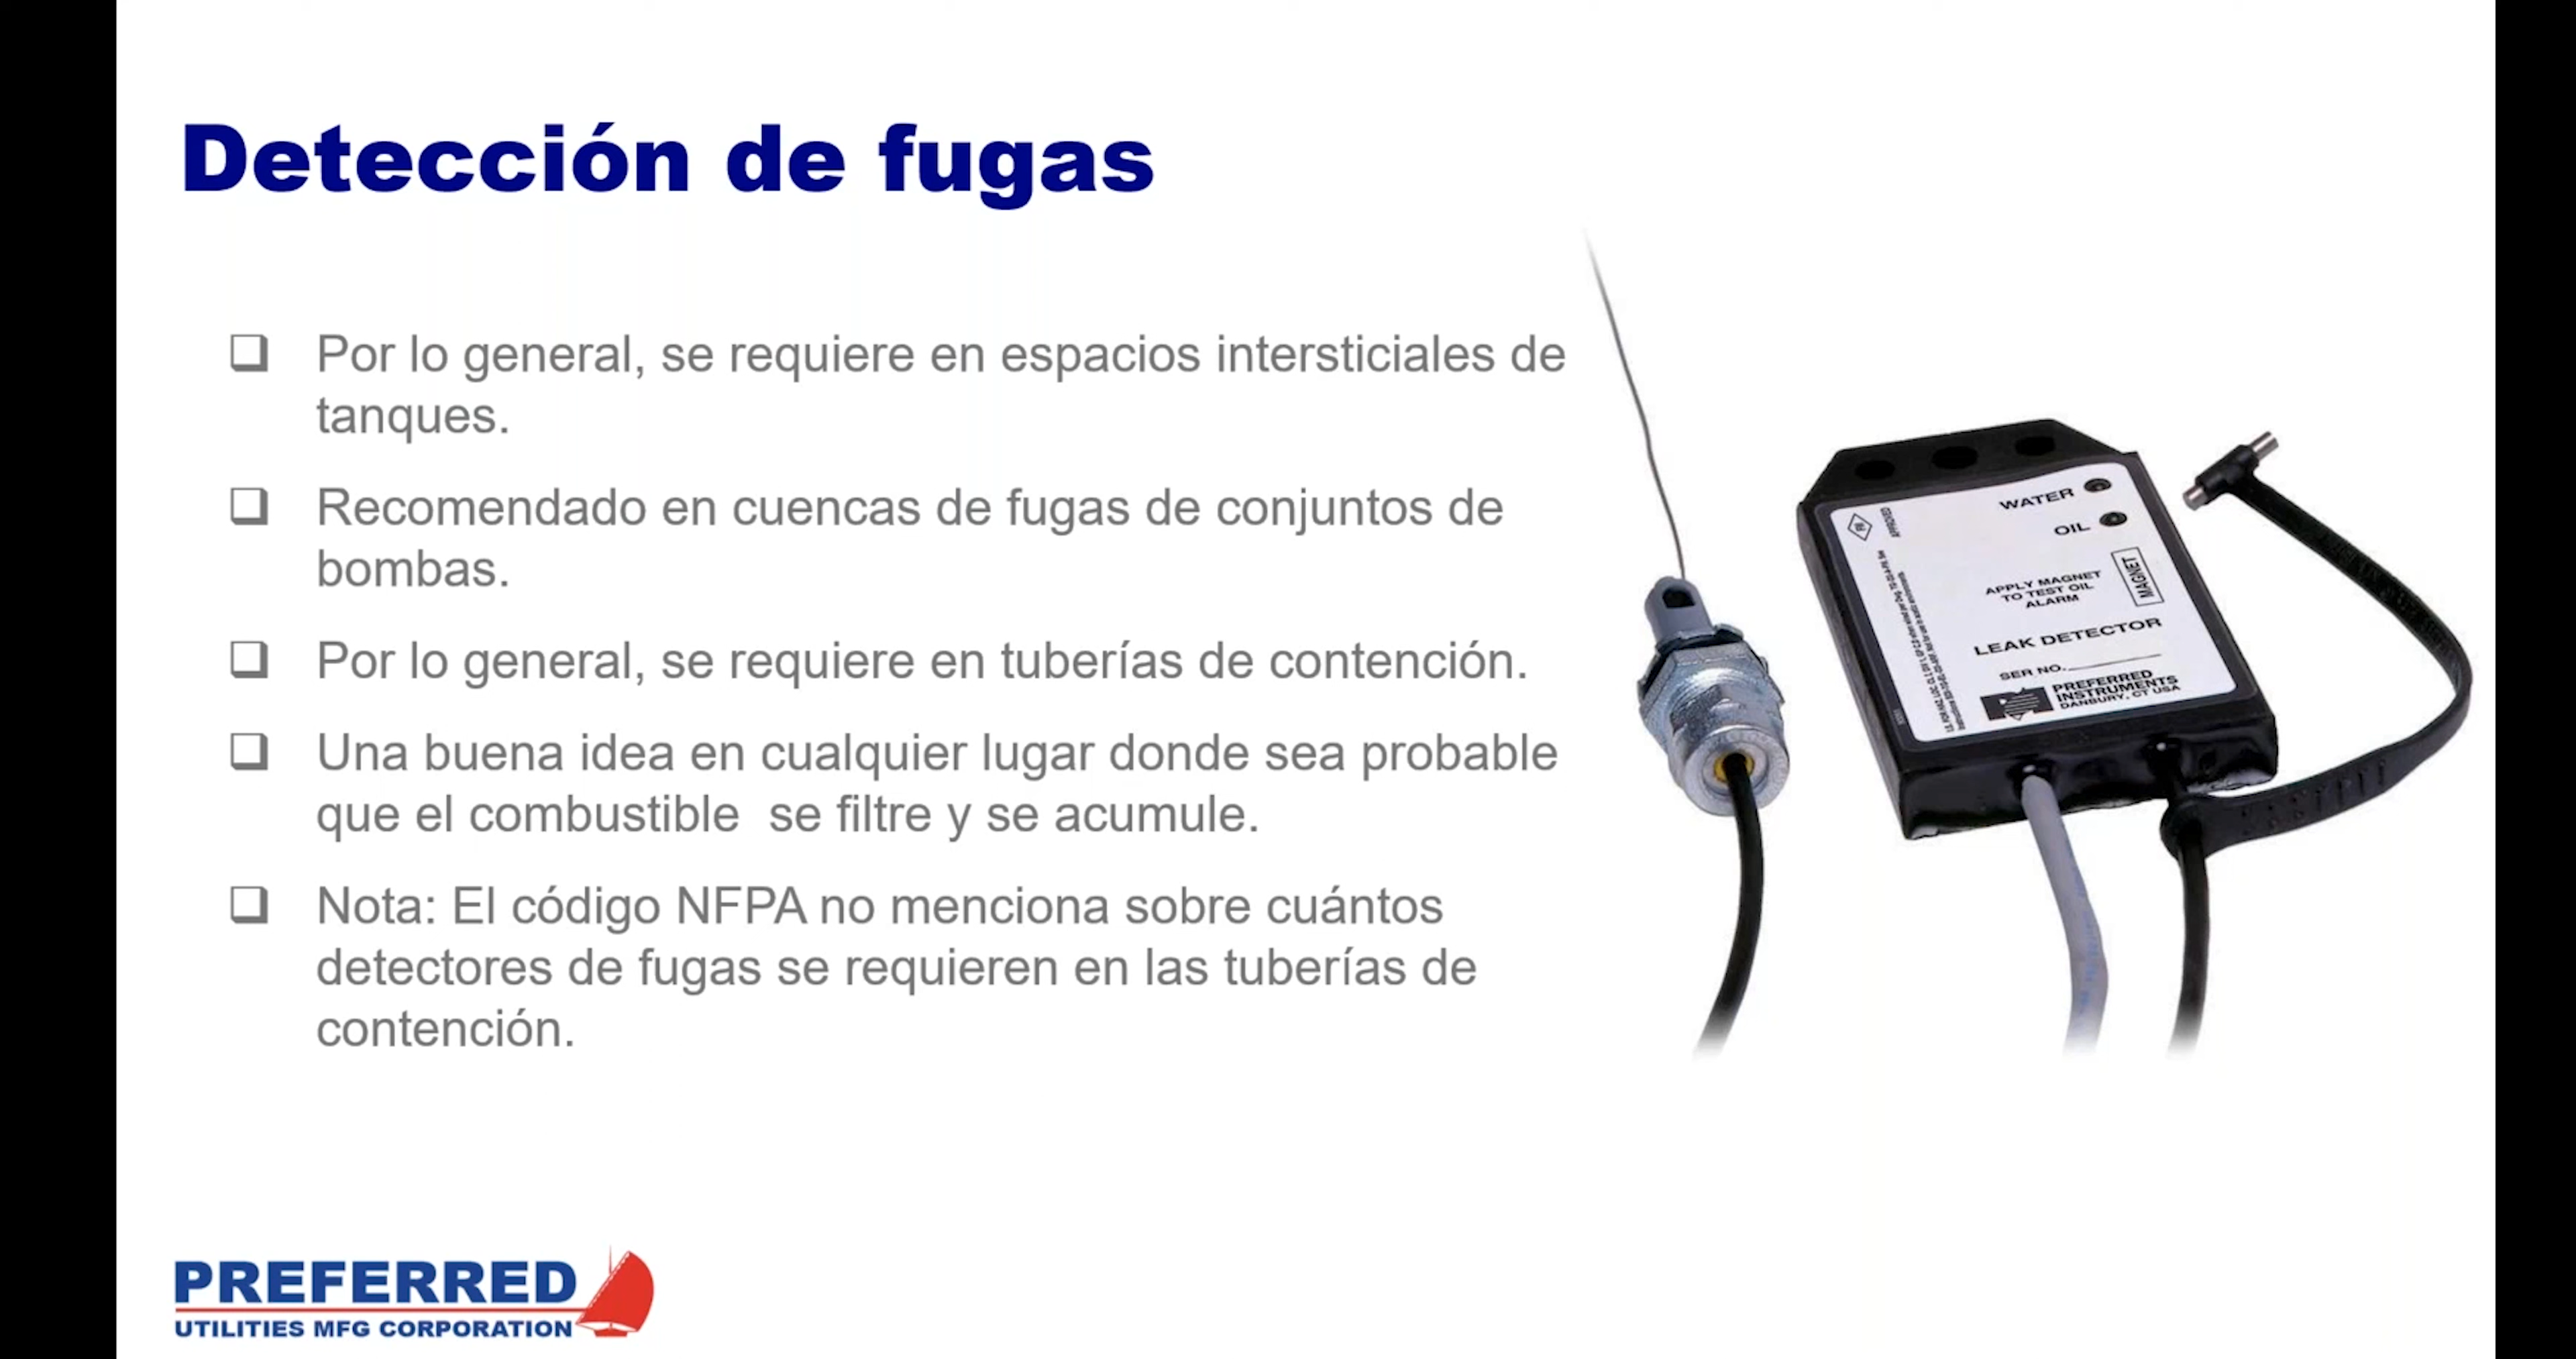 Detección de fugas
Por lo general, se requiere en espacios intersticiales de
tanques.
Recomendado en cuencas de fugas de conjuntos de
bombas.
Por lo general, se requiere en tuberías de contención.
Una buena idea en cualquier lugar donde sea probable
que el combustible  se filtre y se acumule.
Nota: El código NFPA no menciona sobre cuántos
detectores de fugas se requieren en las tuberías de
contención.
WATER
OIL
APPROVED
APPLY MAGNET
TO TEST OIL
ALARM
MAGNET
LEAK DETECTOR
SER NO.
PREFERRED
INSTRUMENTS
DANBURY, CT USA
PREFERRED
UTILITIES MFG CORPORATION